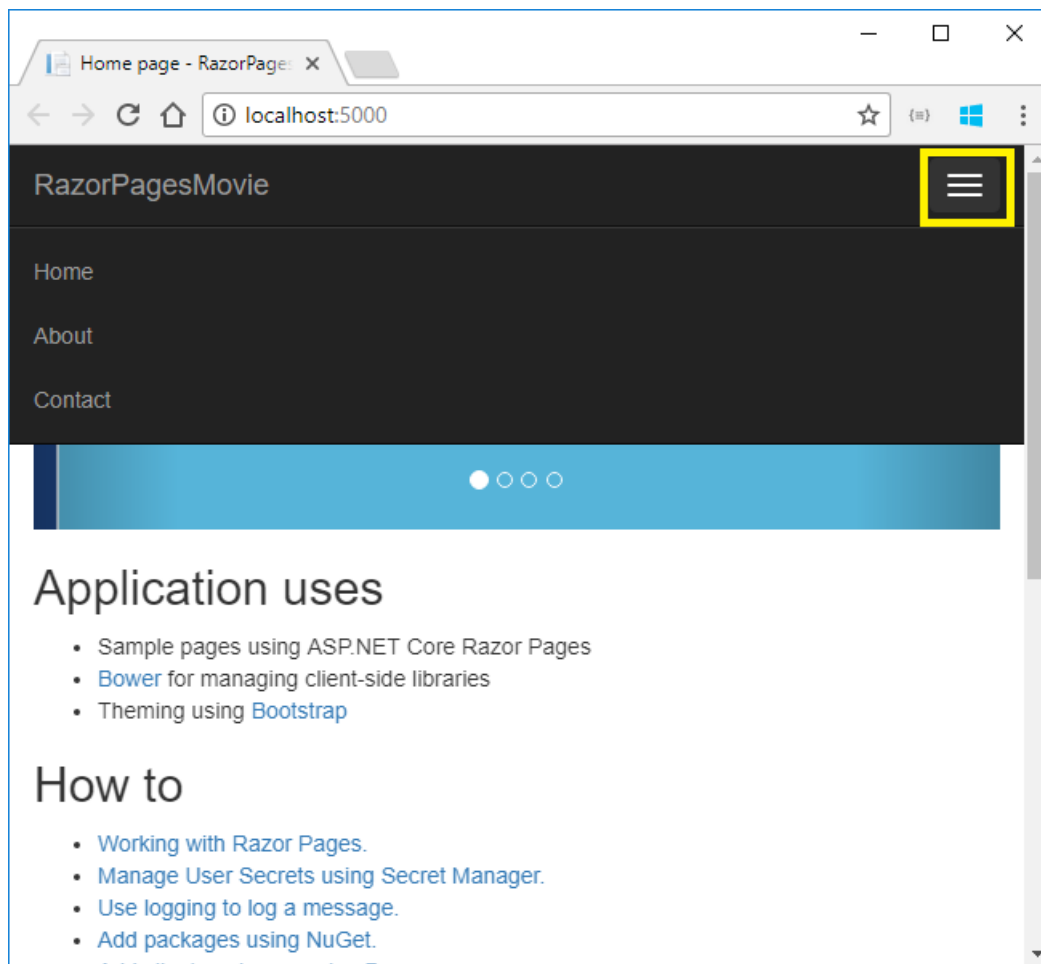 Home page - RazorPage
localhost:5000
RazorPagesMovie
Home
About
Contact
Application uses
Sample pages using ASP.NET Core Razor Pages
Bower for managing client-side libraries
Theming using Bootstrap
How to
Working with Razor Pages.
Manage User Secrets using Secret Manager.
Use logging to log a message.
Add packages using NuGet.